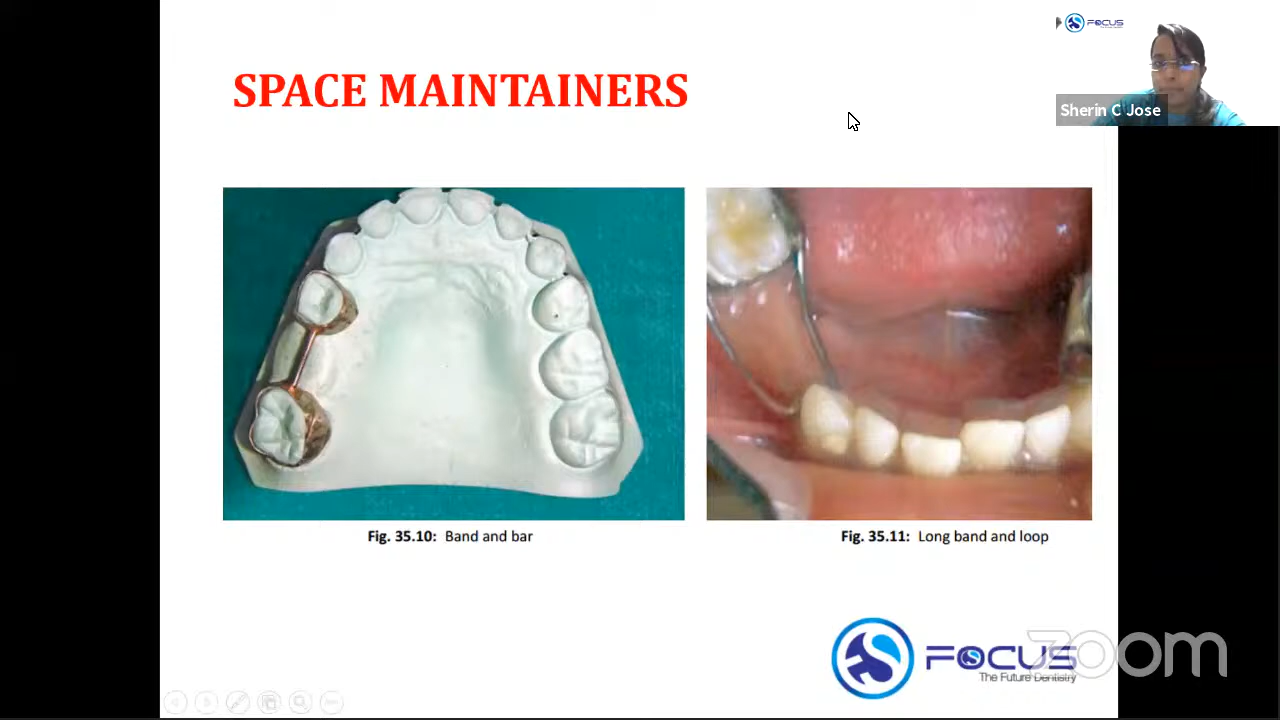 FOCUS
SPACE MAINTAINERS
Sherin C Jose
Fig. 35.10: Band and bar
Fig. 35.11: Long band and loop
FOCUS
The Future Dentistry
zoom